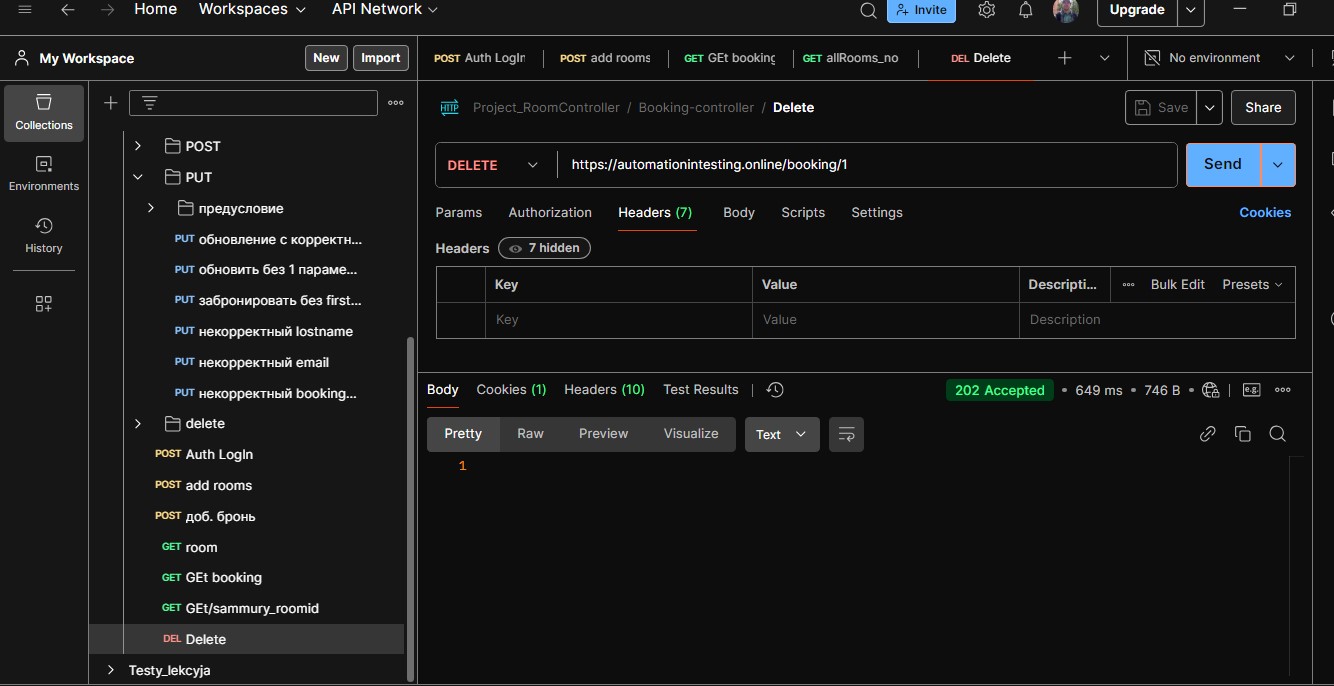 Home Workspaces API Network Invite Upgrade
My Workspace New Import
POST Auth LogIn POST add rooms GET GEt booking GET allRooms_no DEL Delete No environment
Collections
Environments
History
POST
PUT
предусловие
PUT обновление с корректн...
PUT обновить без 1 параме...
PUT забронировать без first...
PUT некорректный lostname
PUT некорректный email
PUT некорректный booking...
delete
POST Auth LogIn
POST add rooms
POST доб. бронь
GET room
GET GEt booking
GET GEt/sammury_roomid
DEL Delete
Testy_lekcyja
HTTP Project_RoomController / Booking-controller / Delete Save Share
DELETE https://automationintesting.online/booking/1 Send
Params Authorization Headers (7) Body Scripts Settings Cookies
Headers 7 hidden
Key Value Descripti... Bulk Edit Presets
Key Value Description
Body Cookies (1) Headers (10) Test Results 202 Accepted • 649 ms • 746 B • e.g.
Pretty Raw Preview Visualize Text
1